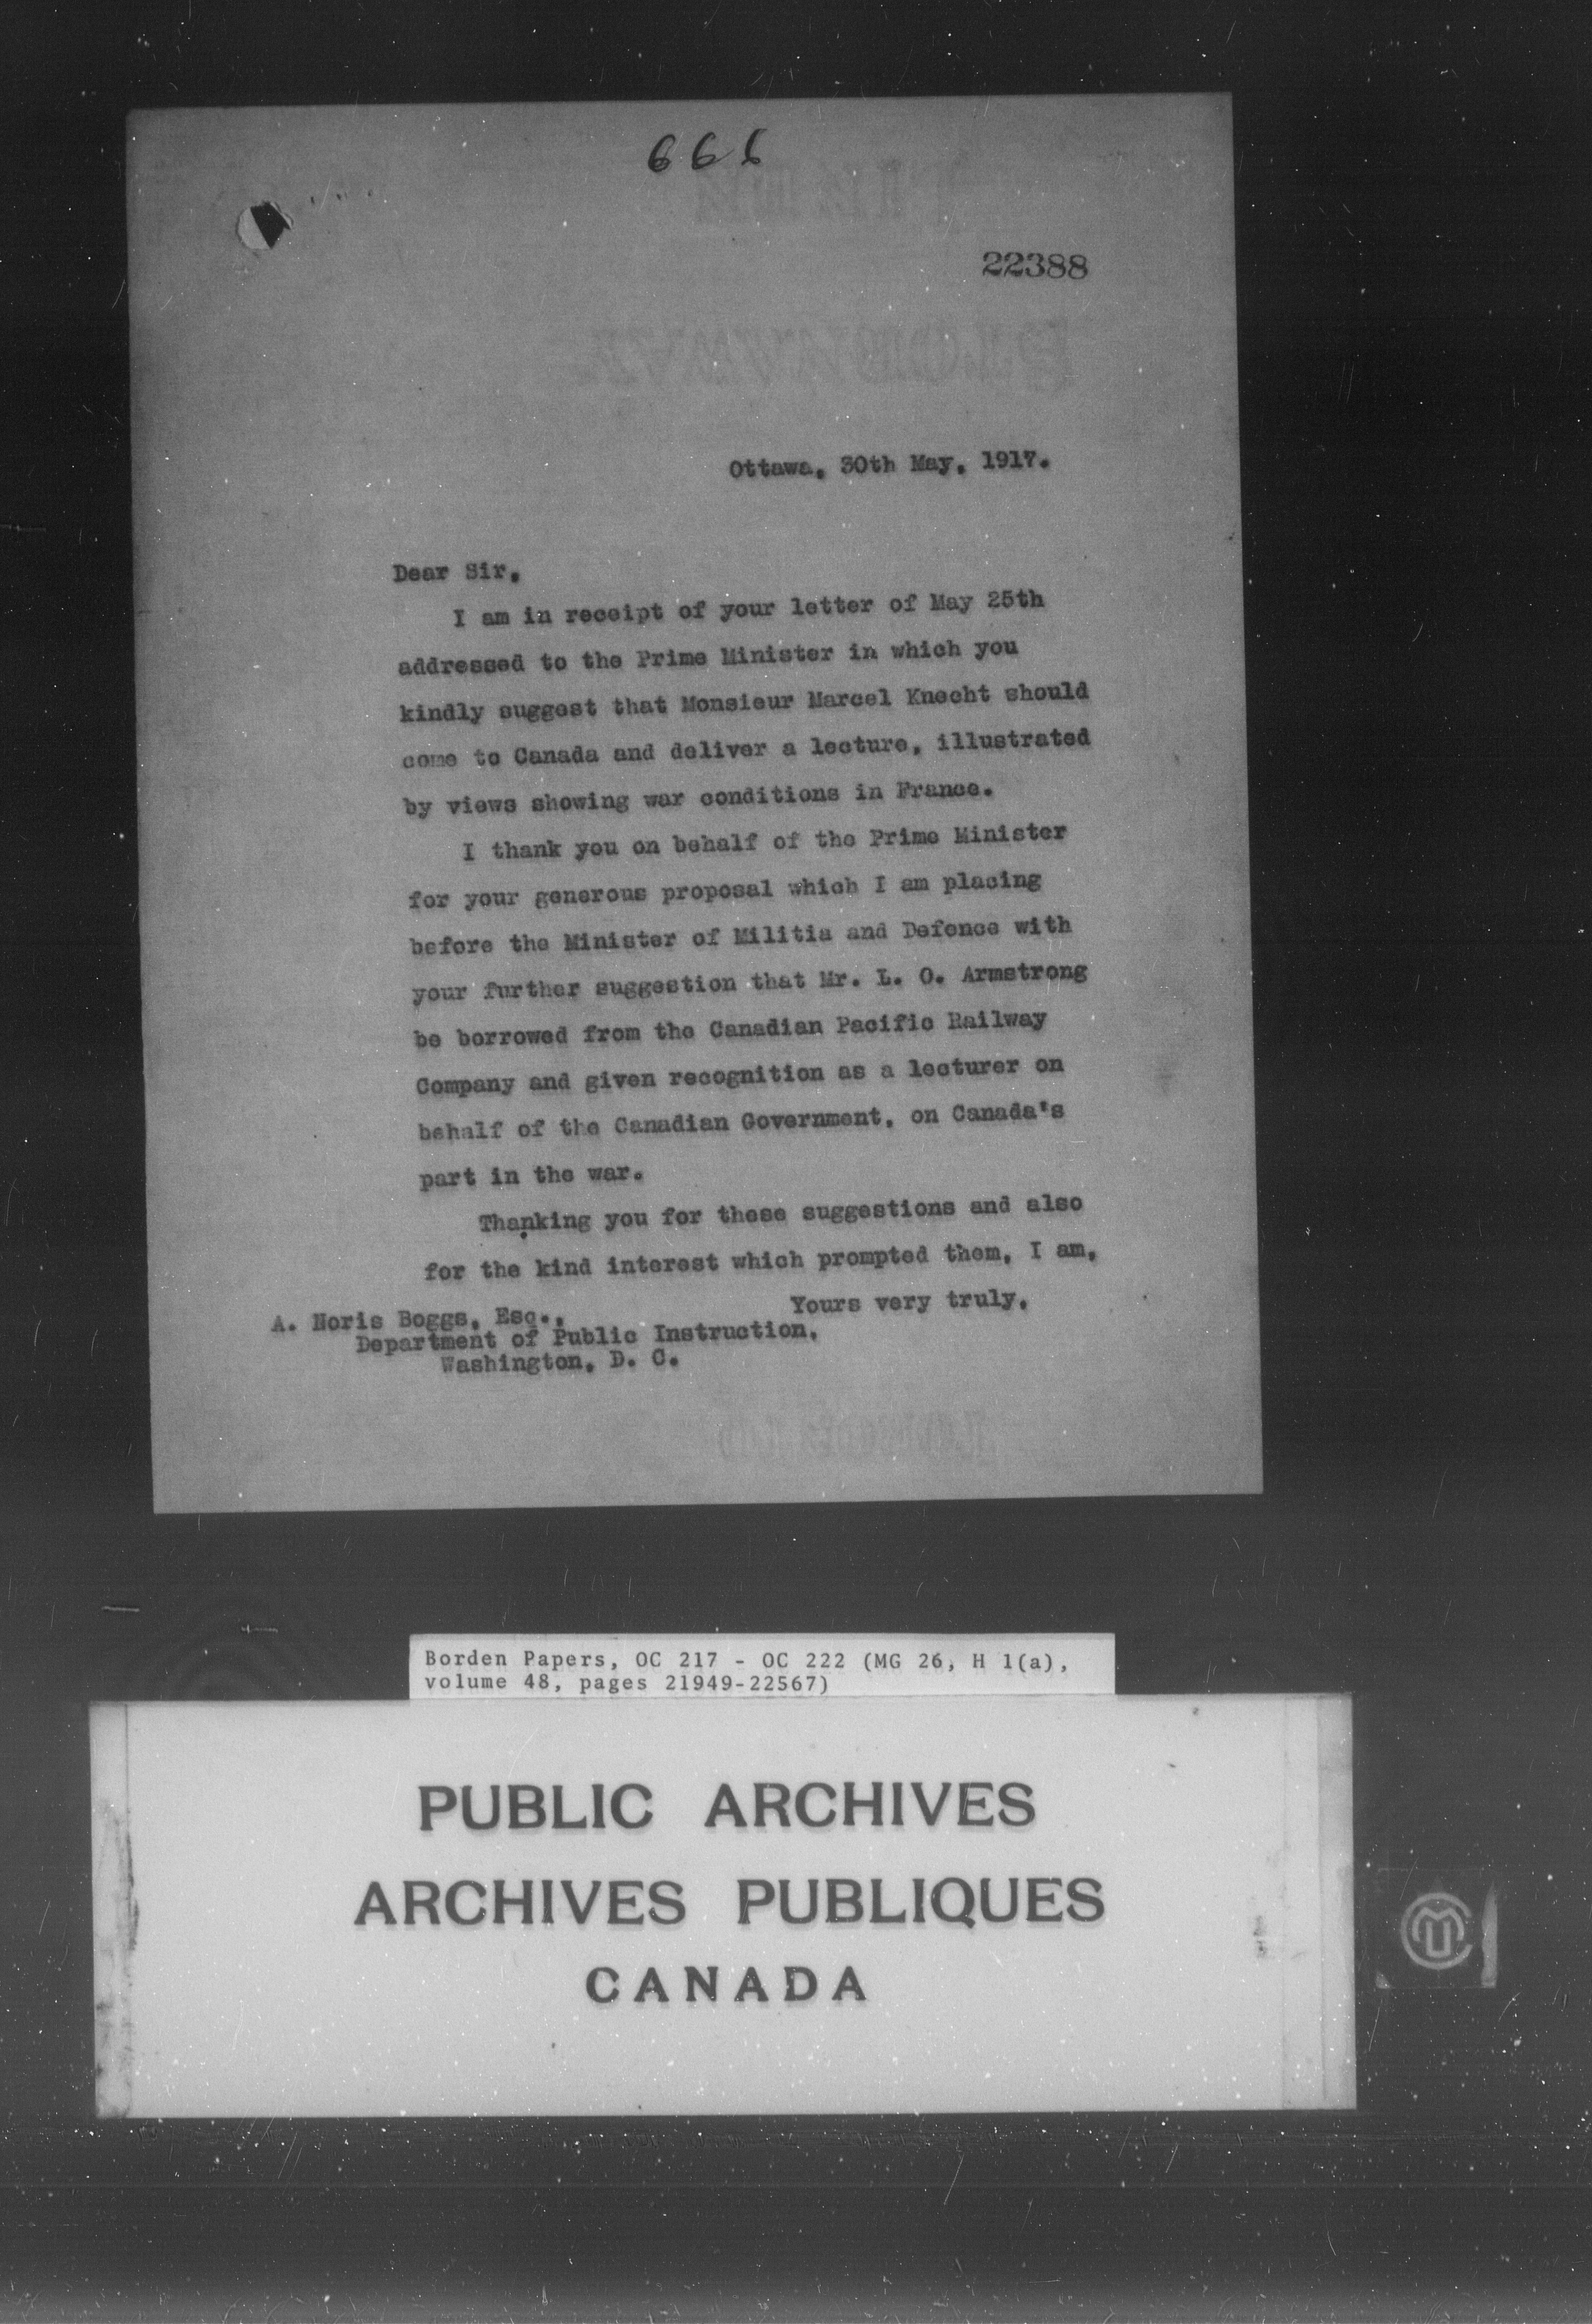 666
22388
Ottawa, 30th May, 1917.
Dear Sir,
I am in receipt of your letter of May 25th
addressed to the Prime Minister in which you
kindly suggest that Monsieur Marcel Knecht should
come to Canada and deliver a lecture, illustrated
by views showing war conditions in France.
I thank you on behalf of the Prime Minister
for your generous proposal which I am placing
before the Minister of Militia and Defence with
your further suggestion that Mr. L. O. Armstrong
be borrowed from the Canadian Pacific Railway
Company and given recognition as a lecturer on
behalf of the Canadian Government, on Canada's
part in the war.
Thanking you for these suggestions and also
for the kind interest which prompted them, I am,
Yours very truly,
A. Noris Boggs, Esq.,
Department of Public Instruction,
Washington, D. C.
Borden Papers, OC 217 - OC 222 (MG 26, H 1(a),
volume 48, pages 21949-22567)
PUBLIC ARCHIVES
ARCHIVES PUBLIQUES
CANADA